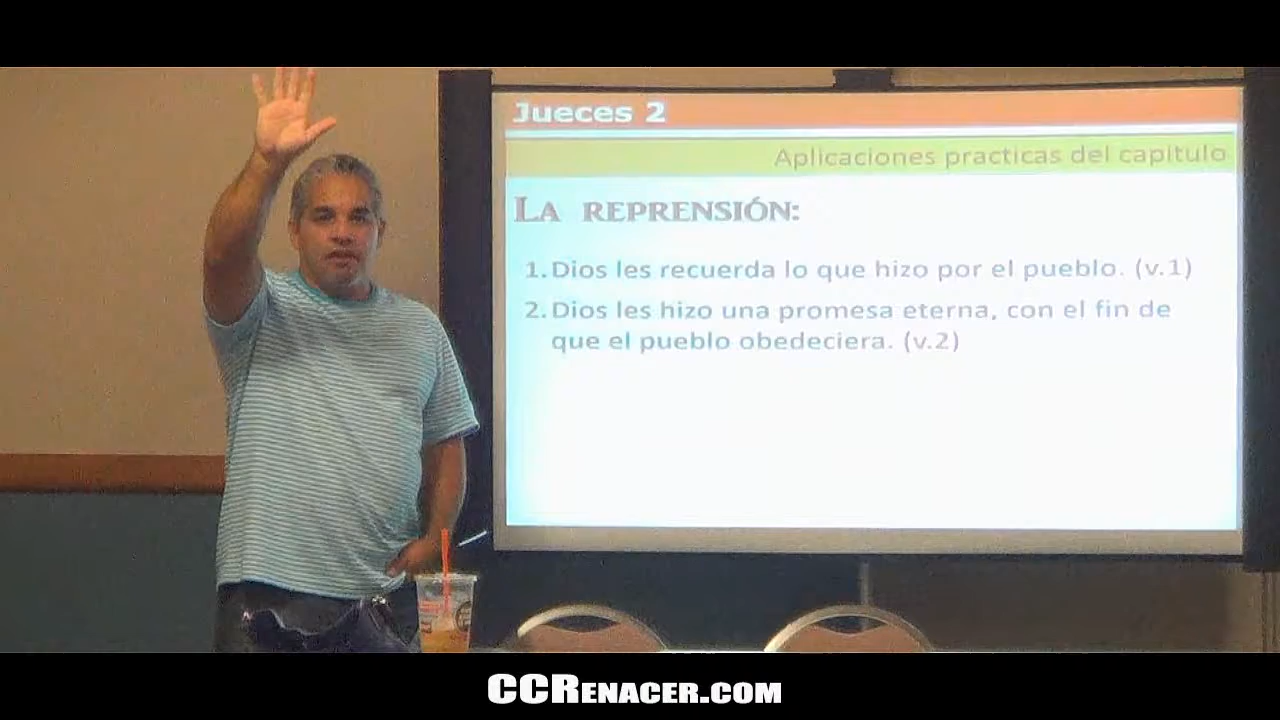 Jueces 2
Aplicaciones practicas del capitulo
LA REPRENSIÓN:
1. Dios les recuerda lo que hizo por el pueblo. (v.1)
2. Dios les hizo una promesa eterna, con el fin de
que el pueblo obedeciera. (v.2)
CCRENACER.COM